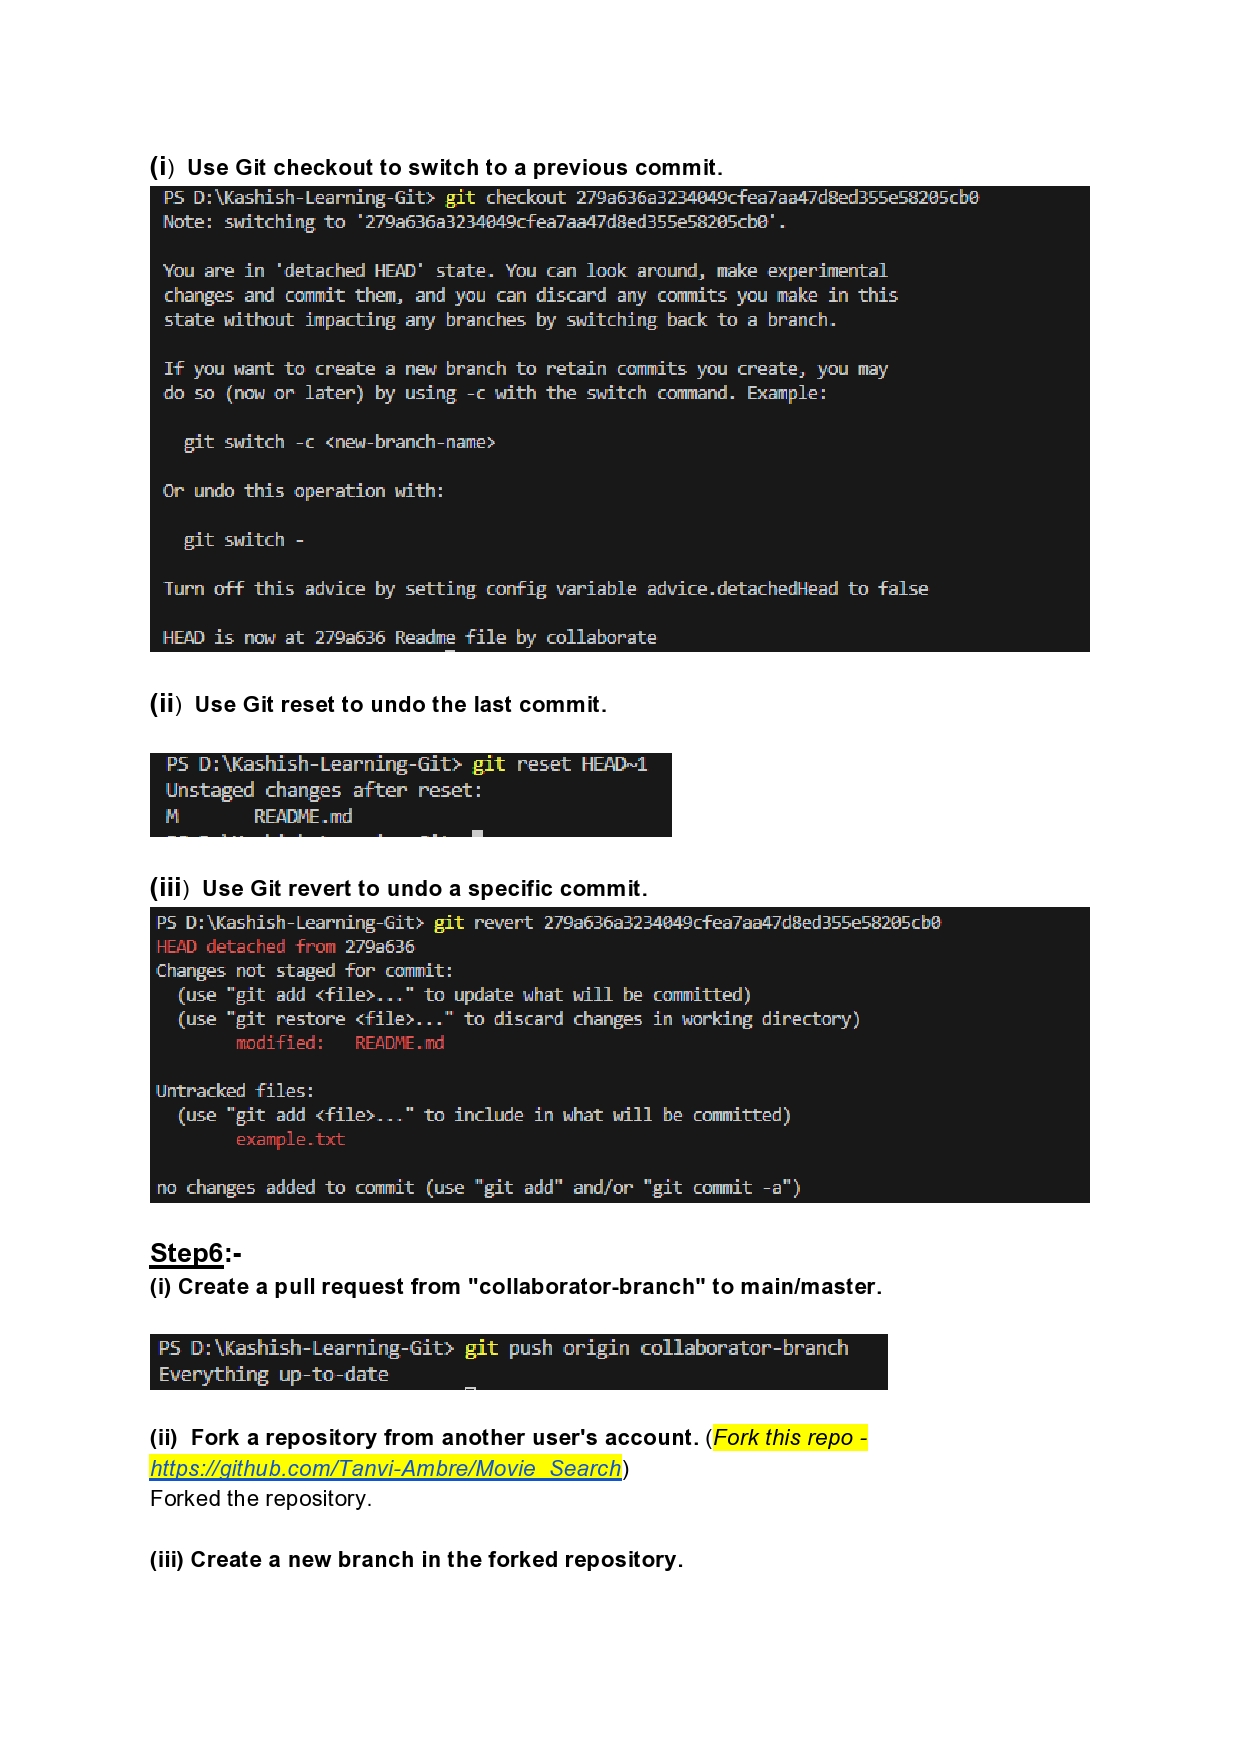 (i)  Use Git checkout to switch to a previous commit.
PS D:\Kashish-Learning-Git> git checkout 279a636a3234049cfea7aa47d8ed355e58205cb0
Note: switching to '279a636a3234049cfea7aa47d8ed355e58205cb0'.
You are in 'detached HEAD' state. You can look around, make experimental
changes and commit them, and you can discard any commits you make in this
state without impacting any branches by switching back to a branch.
If you want to create a new branch to retain commits you create, you may
do so (now or later) by using -c with the switch command. Example:
git switch -c <new-branch-name>
Or undo this operation with:
git switch -
Turn off this advice by setting config variable advice.detachedHead to false
HEAD is now at 279a636 Readme file by collaborate
(ii)  Use Git reset to undo the last commit.
PS D:\Kashish-Learning-Git> git reset HEAD~1
Unstaged changes after reset:
M       README.md
(iii)  Use Git revert to undo a specific commit.
PS D:\Kashish-Learning-Git> git revert 279a636a3234049cfea7aa47d8ed355e58205cb0
HEAD detached from 279a636
Changes not staged for commit:
(use "git add <file>..." to update what will be committed)
(use "git restore <file>..." to discard changes in working directory)
modified:   README.md
Untracked files:
(use "git add <file>..." to include in what will be committed)
example.txt
no changes added to commit (use "git add" and/or "git commit -a")
Step6:-
(i) Create a pull request from "collaborator-branch" to main/master.
PS D:\Kashish-Learning-Git> git push origin collaborator-branch
Everything up-to-date
(ii)  Fork a repository from another user's account. (Fork this repo -
https://github.com/Tanvi-Ambre/Movie_Search)
Forked the repository.
(iii) Create a new branch in the forked repository.